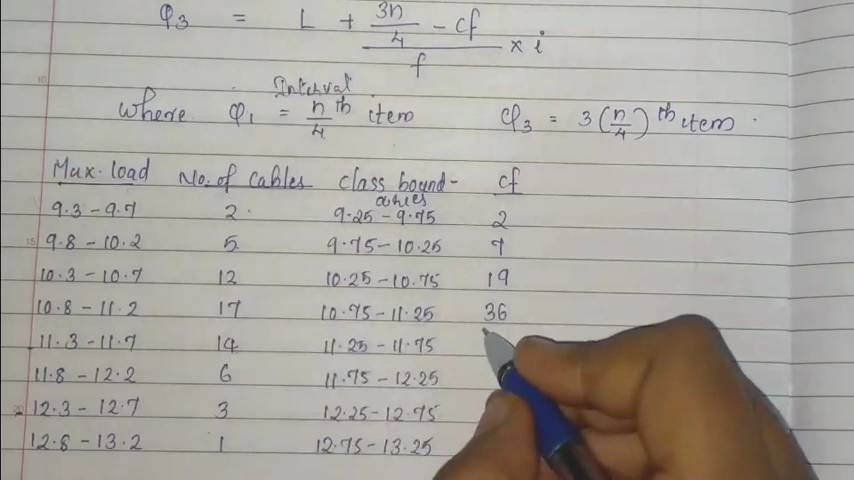 φ3 = L + 3n/4 - cf / f × i
Interval
where φ1 = n/4 th item φ3 = 3(n/4) th item.
Max. load No. of cables class bound- cf
aries
9.3 - 9.7 2. 9.25 - 9.75 2
9.8 - 10.2 5 9.75 - 10.25 7
10.3 - 10.7 12 10.25 - 10.75 19
10.8 - 11.2 17 10.75 - 11.25 36
11.3 - 11.7 14 11.25 - 11.75
11.8 - 12.2 6 11.75 - 12.25
12.3 - 12.7 3 12.25 - 12.75
12.8 - 13.2 1 12.75 - 13.25